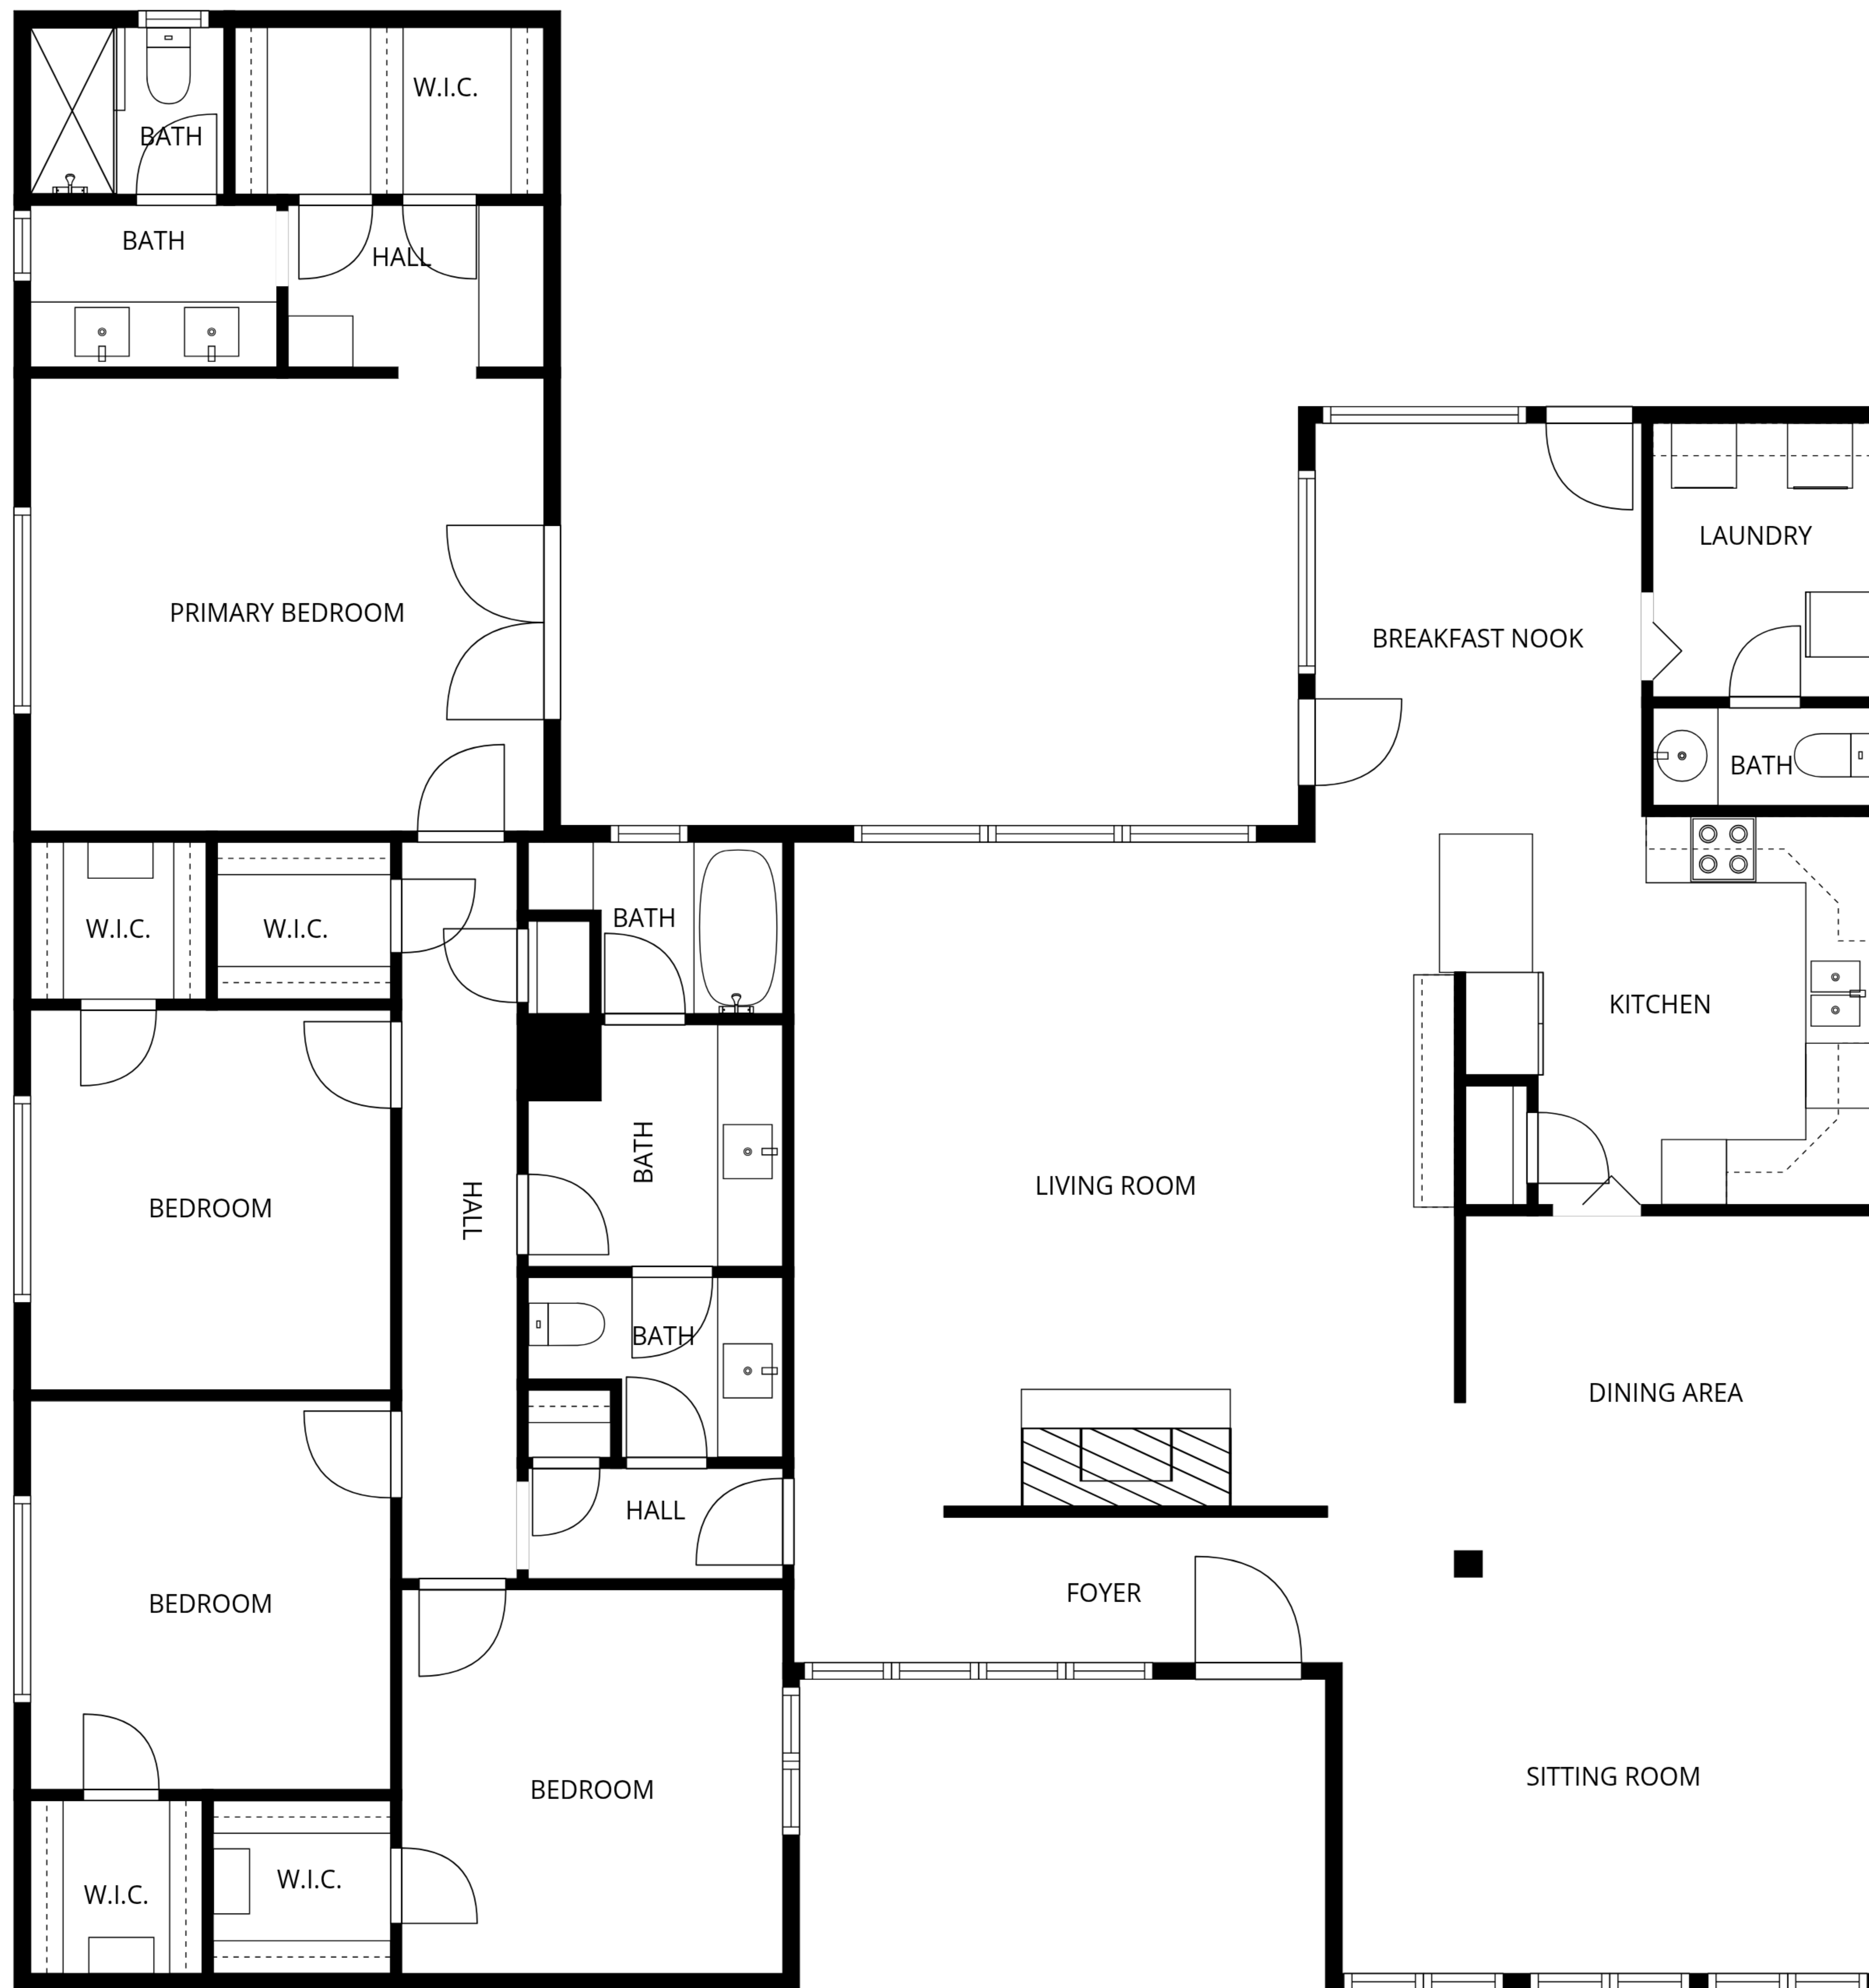 W.I.C.
BATH
BATH
HALL
LAUNDRY
PRIMARY BEDROOM
BREAKFAST NOOK
BATH
W.I.C.
W.I.C.
BATH
KITCHEN
BATH
LIVING ROOM
BEDROOM
HALL
BATH
DINING AREA
HALL
FOYER
BEDROOM
SITTING ROOM
BEDROOM
W.I.C.
W.I.C.